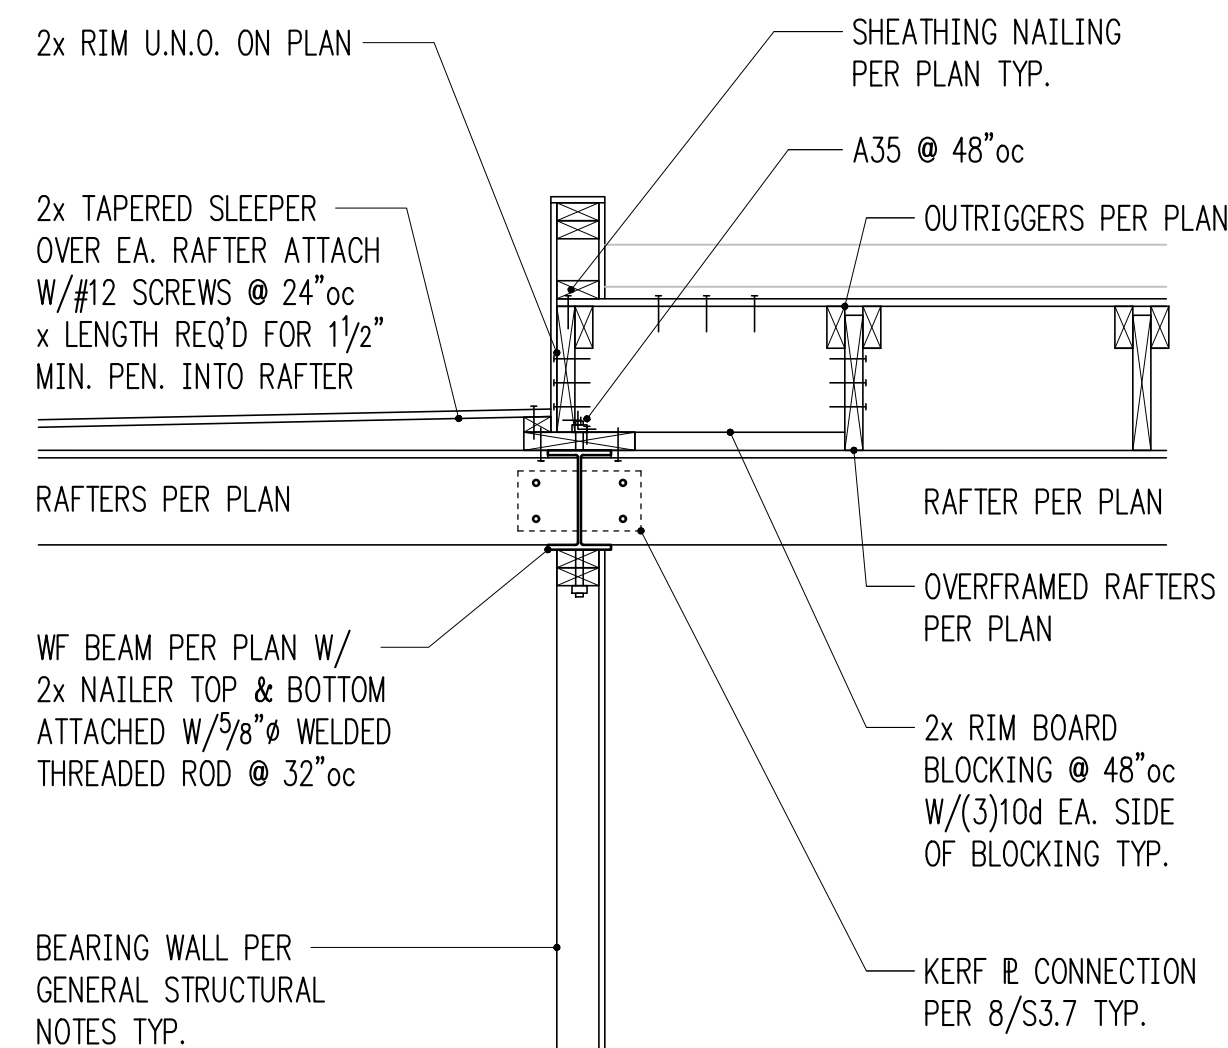 2x RIM U.N.O. ON PLAN
SHEATHING NAILING
PER PLAN TYP.
A35 @ 48"oc
2x TAPERED SLEEPER
OVER EA. RAFTER ATTACH
W/#12 SCREWS @ 24"oc
x LENGTH REQ'D FOR 1 1/2"
MIN. PEN. INTO RAFTER
OUTRIGGERS PER PLAN
RAFTERS PER PLAN
RAFTER PER PLAN
OVERFRAMED RAFTERS
PER PLAN
WF BEAM PER PLAN W/
2x NAILER TOP & BOTTOM
ATTACHED W/5/8"ø WELDED
THREADED ROD @ 32"oc
2x RIM BOARD
BLOCKING @ 48"oc
W/(3)10d EA. SIDE
OF BLOCKING TYP.
BEARING WALL PER
GENERAL STRUCTURAL
NOTES TYP.
KERF PL CONNECTION
PER 8/S3.7 TYP.